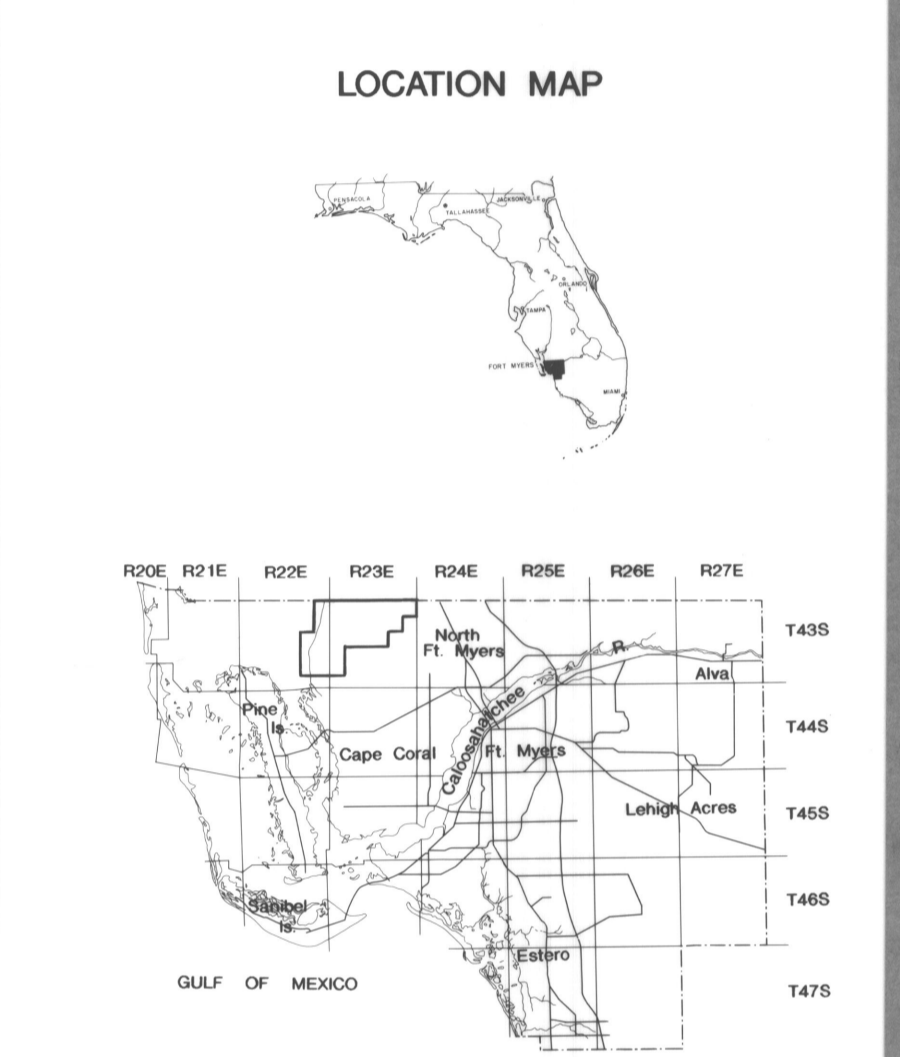 LOCATION MAP
PENSACOLA
TALLAHASSEE
JACKSONVILLE
ORLANDO
TAMPA
FORT MYERS
MIAMI
R20E R21E R22E R23E R24E R25E R26E R27E
T43S
North
Ft. Myers
R.
Alva
Pine
Is.
T44S
Cape Coral
Caloosahatchee
Ft. Myers
Lehigh Acres
T45S
Sanibel
Is.
T46S
Estero
GULF OF MEXICO
T47S